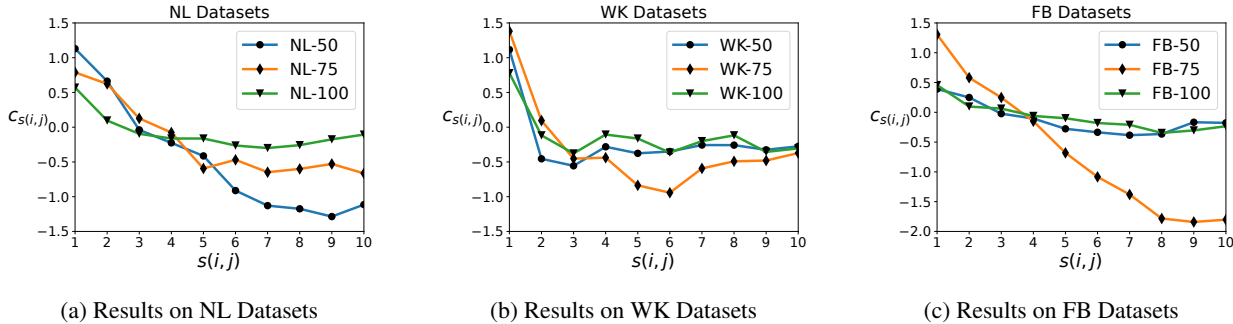 NL Datasets
1.5
1.0
0.5
0.0
−0.5
−1.0
−1.5
c_{s(i,j)}
NL-50
NL-75
NL-100
1 2 3 4 5 6 7 8 9 10
s(i, j)
(a) Results on NL Datasets
WK Datasets
1.5
1.0
0.5
0.0
−0.5
−1.0
−1.5
c_{s(i,j)}
WK-50
WK-75
WK-100
1 2 3 4 5 6 7 8 9 10
s(i, j)
(b) Results on WK Datasets
FB Datasets
1.5
1.0
0.5
0.0
−0.5
−1.0
−1.5
−2.0
c_{s(i,j)}
FB-50
FB-75
FB-100
1 2 3 4 5 6 7 8 9 10
s(i, j)
(c) Results on FB Datasets